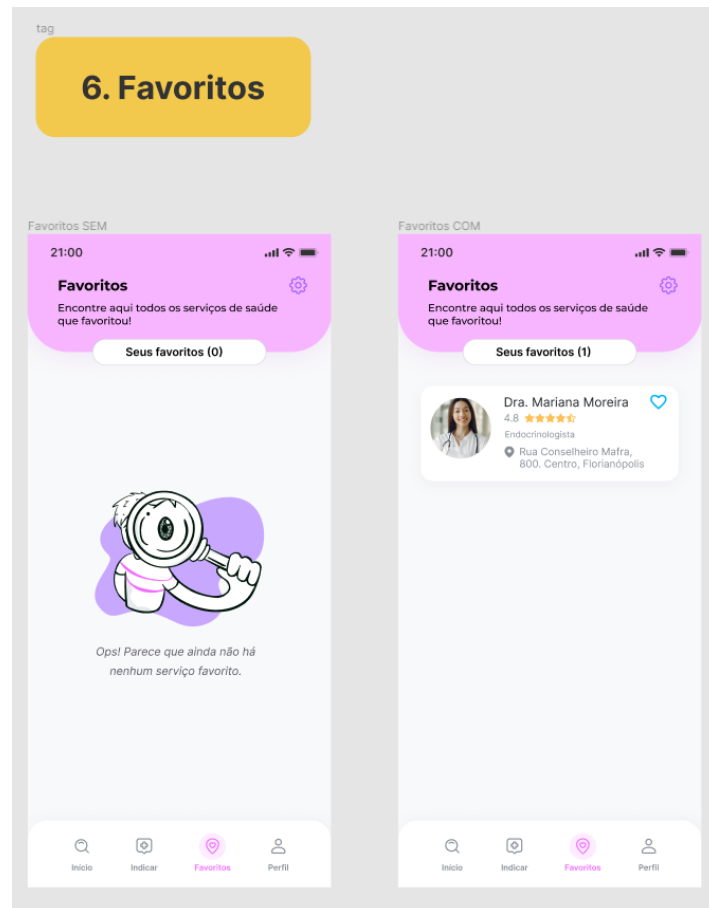 tag
6. Favoritos
Favoritos SEM
21:00
Favoritos
Encontre aqui todos os serviços de saúde
que favoritou!
Seus favoritos (0)
Ops! Parece que ainda não há
nenhum serviço favorito.
Início
Indicar
Favoritos
Perfil
Favoritos COM
21:00
Favoritos
Encontre aqui todos os serviços de saúde
que favoritou!
Seus favoritos (1)
Dra. Mariana Moreira
4.8
Endocrinologista
Rua Conselheiro Mafra,
800. Centro, Florianópolis
Início
Indicar
Favoritos
Perfil